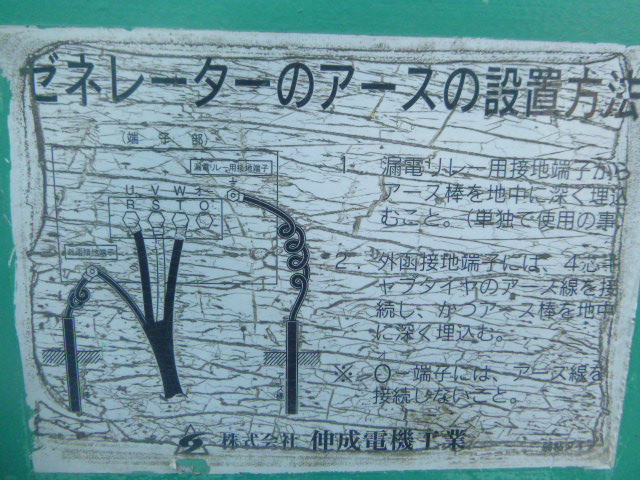 ゼネレーターのアースの設置方法
(端子部)
漏電リレー用接地端子
U V W オー
R S T O
1. 漏電リレー用接地端子から
アース棒を地中に深く埋込
むこと。(単独で使用の事
2. 外函接地端子には、4芯キ
ャブタイヤのアース線を接
続し、かつアース棒を地中
に深く埋込む。
※ O一端子には、アース線を
接続しないこと。
株式会社 伸成電機工業